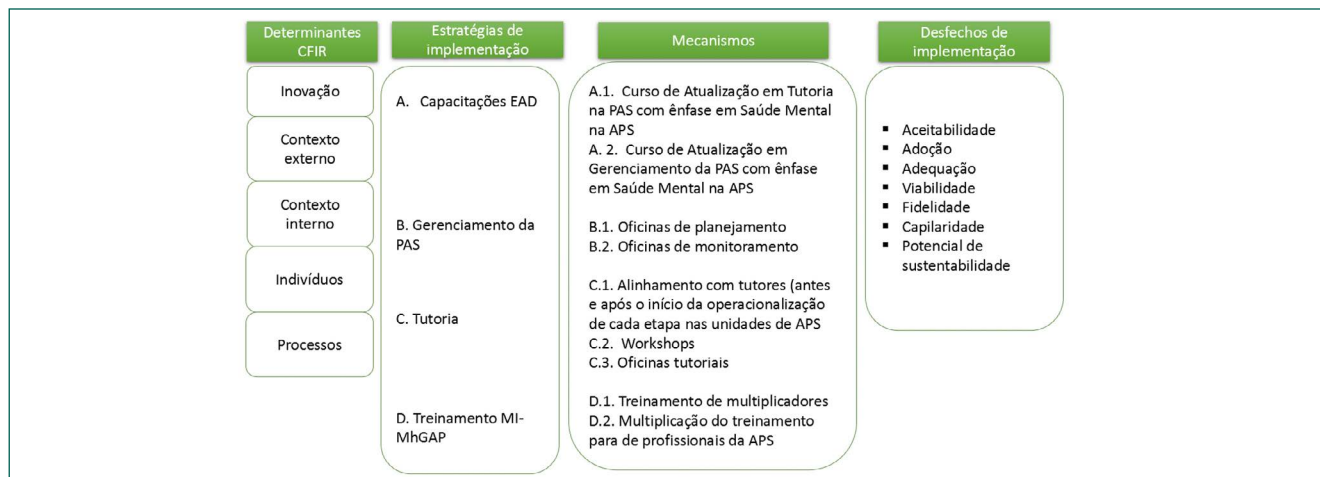 Determinantes
CFIR
Inovação
Contexto
externo
Contexto
interno
Indivíduos
Processos
Estratégias de
implementação
A. Capacitações EAD
B. Gerenciamento da
PAS
C. Tutoria
D. Treinamento MI-
MhGAP
Mecanismos
A.1. Curso de Atualização em Tutoria
na PAS com ênfase em Saúde Mental
na APS
A. 2. Curso de Atualização em
Gerenciamento da PAS com ênfase
em Saúde Mental na APS
B.1. Oficinas de planejamento
B.2. Oficinas de monitoramento
C.1. Alinhamento com tutores (antes
e após o início da operacionalização
de cada etapa nas unidades de APS
C.2. Workshops
C.3. Oficinas tutoriais
D.1. Treinamento de multiplicadores
D.2. Multiplicação do treinamento
para de profissionais da APS
Desfechos de
implementação
▪ Aceitabilidade
▪ Adoção
▪ Adequação
▪ Viabilidade
▪ Fidelidade
▪ Capilaridade
▪ Potencial de
sustentabilidade